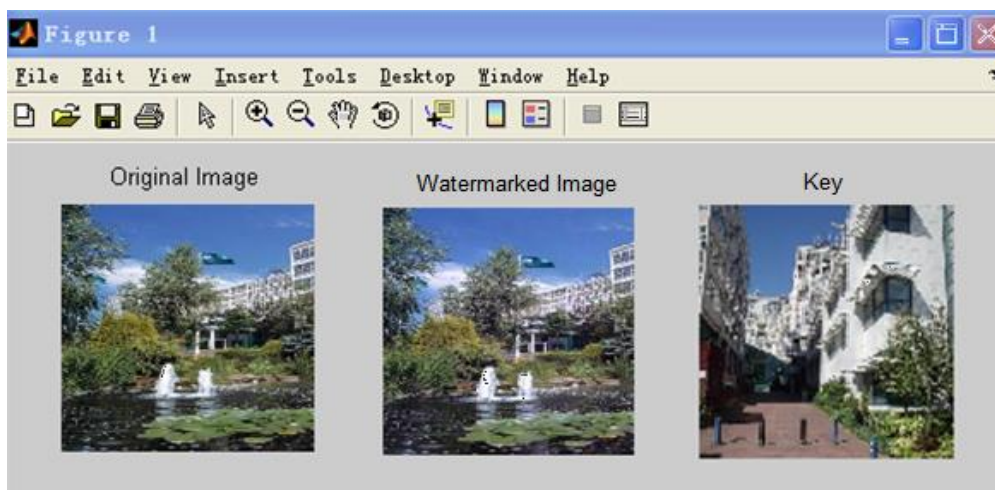 Figure 1
File Edit View Insert Tools Desktop Window Help
Original Image
Watermarked Image
Key